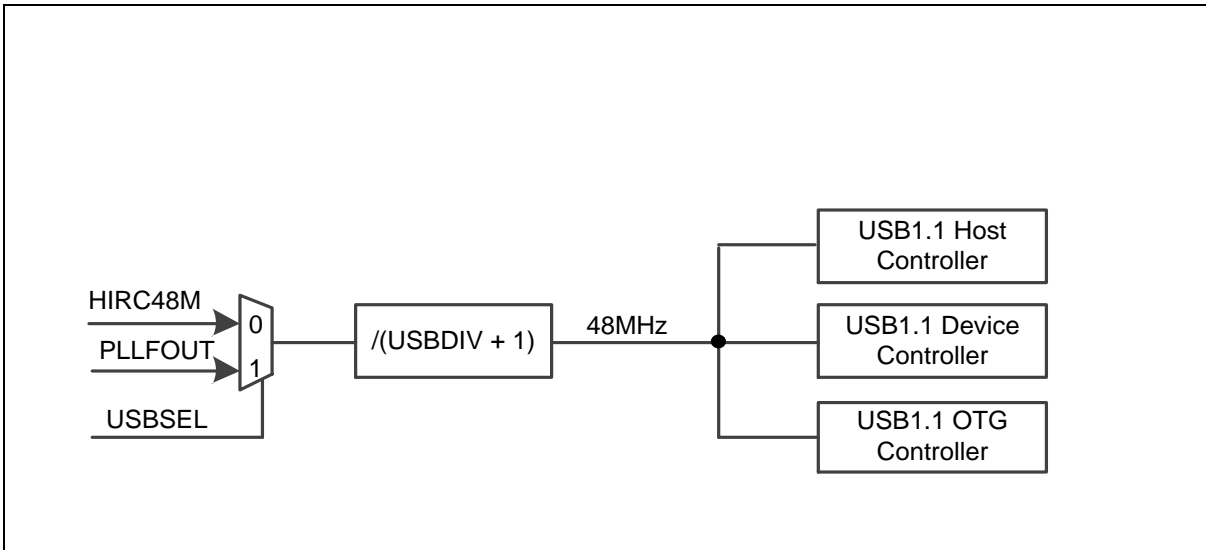 HIRC48M
PLLFOUT
USBSEL
0
1
/(USBDIV + 1)
48MHz
USB1.1 Host
Controller
USB1.1 Device
Controller
USB1.1 OTG
Controller